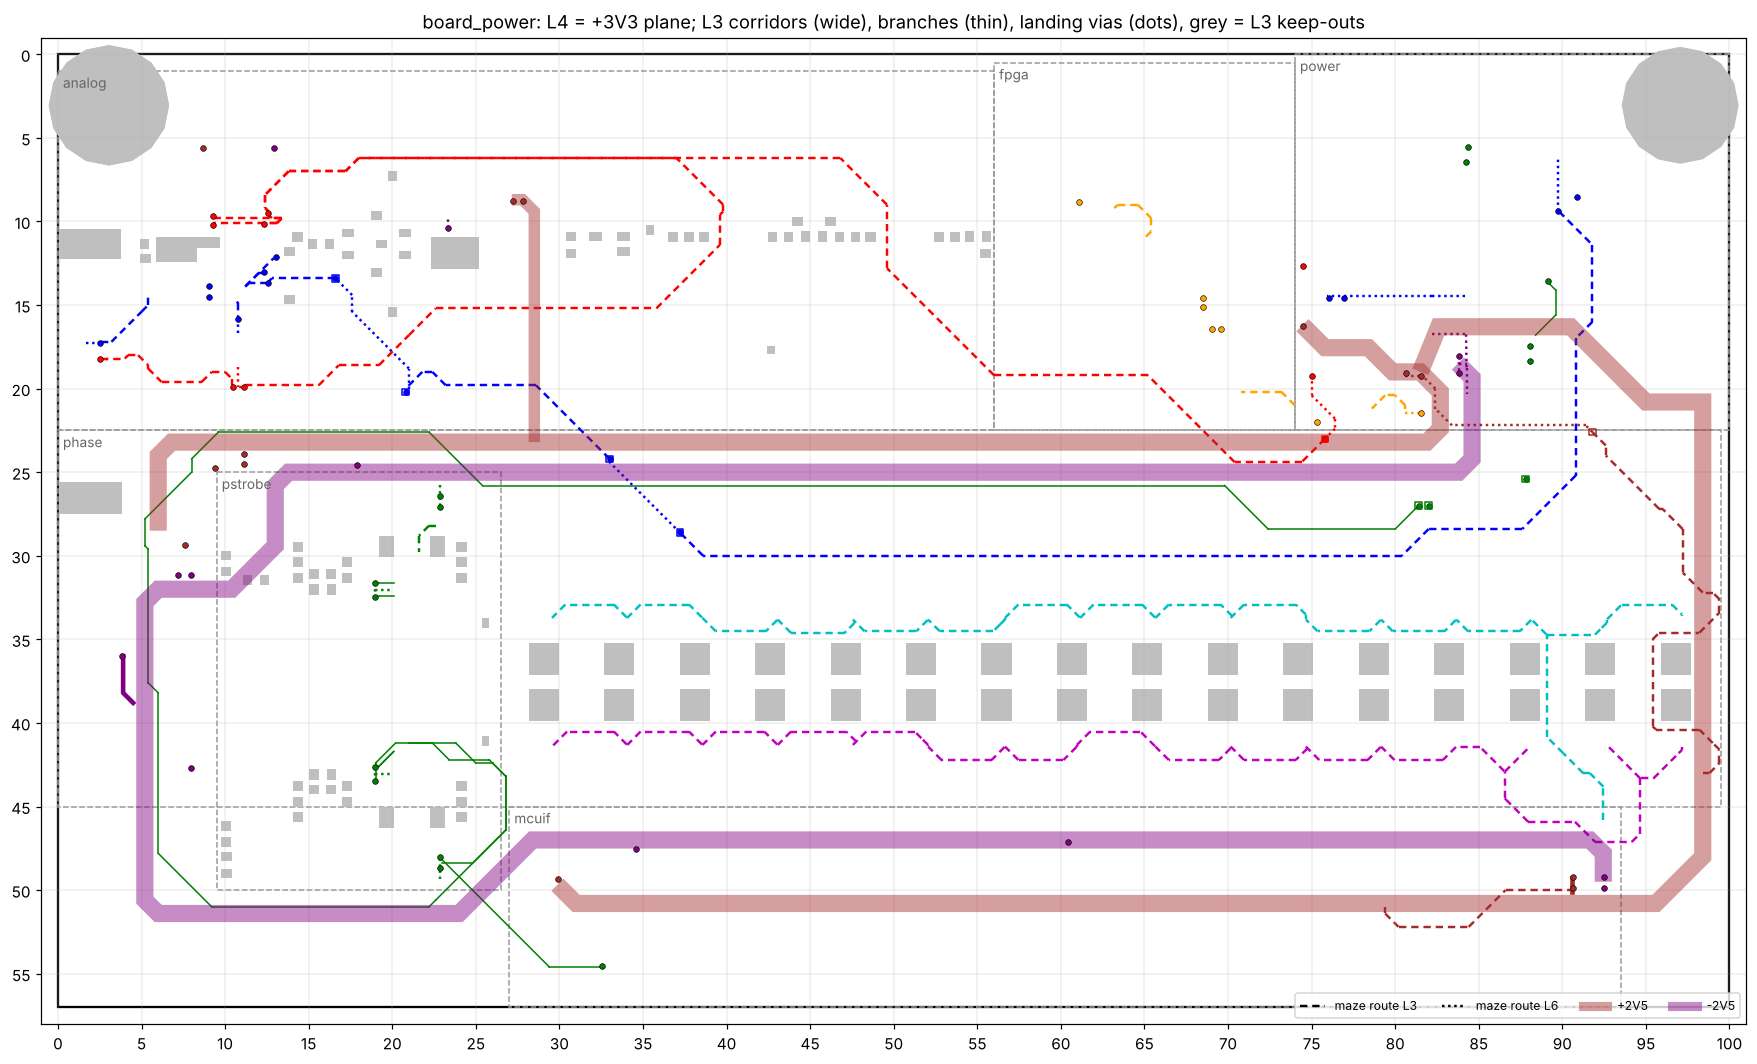 board_power: L4 = +3V3 plane; L3 corridors (wide), branches (thin), landing vias (dots), grey = L3 keep-outs
0
5
10
15
20
25
30
35
40
45
50
55
analog
fpga
power
phase
pstrobe
mcuif
maze route L3
maze route L6
+2V5
-2V5
0 5 10 15 20 25 30 35 40 45 50 55 60 65 70 75 80 85 90 95 100